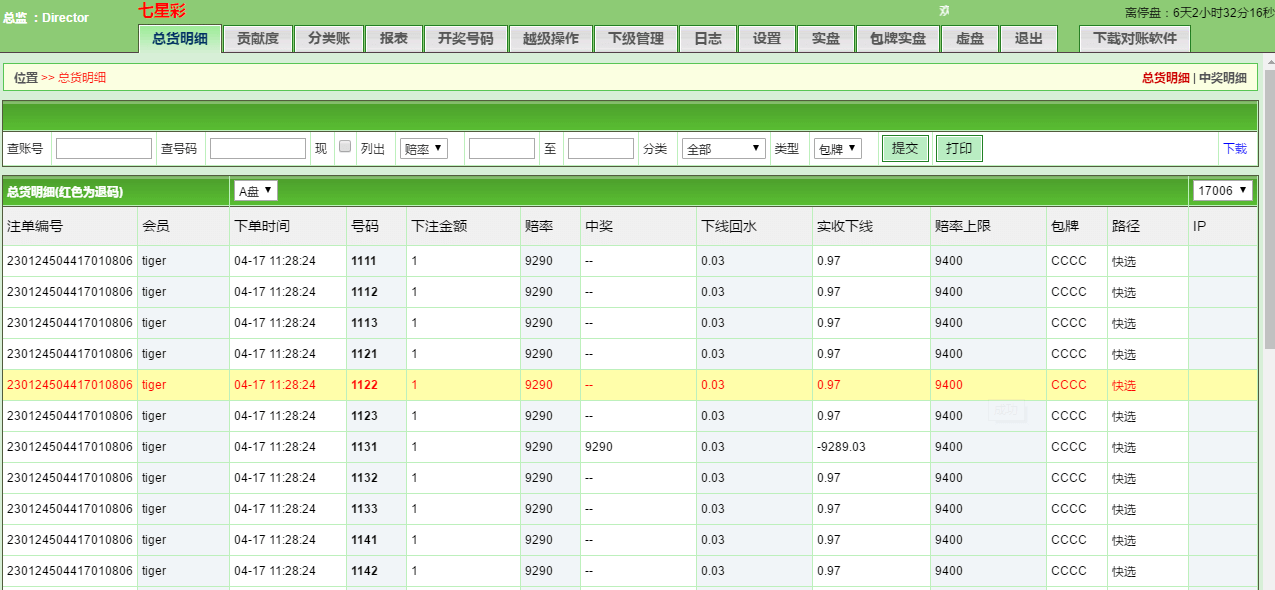 总监 ：Director
七星彩
离停盘：6天2小时32分16秒
总货明细 贡献度 分类账 报表 开奖号码 越级操作 下级管理 日志 设置 实盘 包牌实盘 虚盘 退出 下载对账软件
位置 >> 总货明细 总货明细 | 中奖明细
查账号 查号码 现 列出 赔率 至 分类 全部 类型 包牌 提交 打印 下载
总货明细(红色为退码) A盘 17006
注单编号 会员 下单时间 号码 下注金额 赔率 中奖 下线回水 实收下线 赔率上限 包牌 路径 IP
230124504417010806 tiger 04-17 11:28:24 1111 1 9290 -- 0.03 0.97 9400 CCCC 快选
230124504417010806 tiger 04-17 11:28:24 1112 1 9290 -- 0.03 0.97 9400 CCCC 快选
230124504417010806 tiger 04-17 11:28:24 1113 1 9290 -- 0.03 0.97 9400 CCCC 快选
230124504417010806 tiger 04-17 11:28:24 1121 1 9290 -- 0.03 0.97 9400 CCCC 快选
230124504417010806 tiger 04-17 11:28:24 1122 1 9290 -- 0.03 0.97 9400 CCCC 快选
230124504417010806 tiger 04-17 11:28:24 1123 1 9290 -- 0.03 0.97 9400 CCCC 快选
230124504417010806 tiger 04-17 11:28:24 1131 1 9290 9290 0.03 -9289.03 9400 CCCC 快选
230124504417010806 tiger 04-17 11:28:24 1132 1 9290 -- 0.03 0.97 9400 CCCC 快选
230124504417010806 tiger 04-17 11:28:24 1133 1 9290 -- 0.03 0.97 9400 CCCC 快选
230124504417010806 tiger 04-17 11:28:24 1141 1 9290 -- 0.03 0.97 9400 CCCC 快选
230124504417010806 tiger 04-17 11:28:24 1142 1 9290 -- 0.03 0.97 9400 CCCC 快选